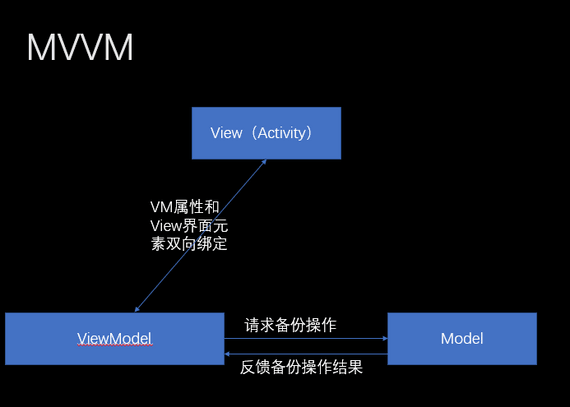 MVVM
View（Activity）
VM属性和
View界面元
素双向绑定
请求备份操作
ViewModel
Model
反馈备份操作结果